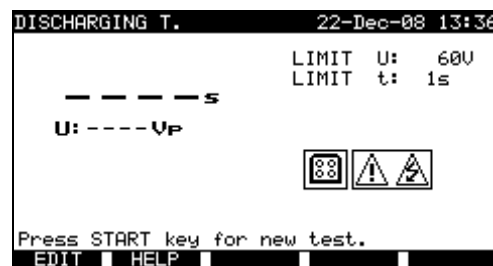 DISCHARGING T. 22-Dec-08 13:36
LIMIT U: 60V
LIMIT t: 1s
----s
U:----Vp
Press START key for new test.
EDIT HELP